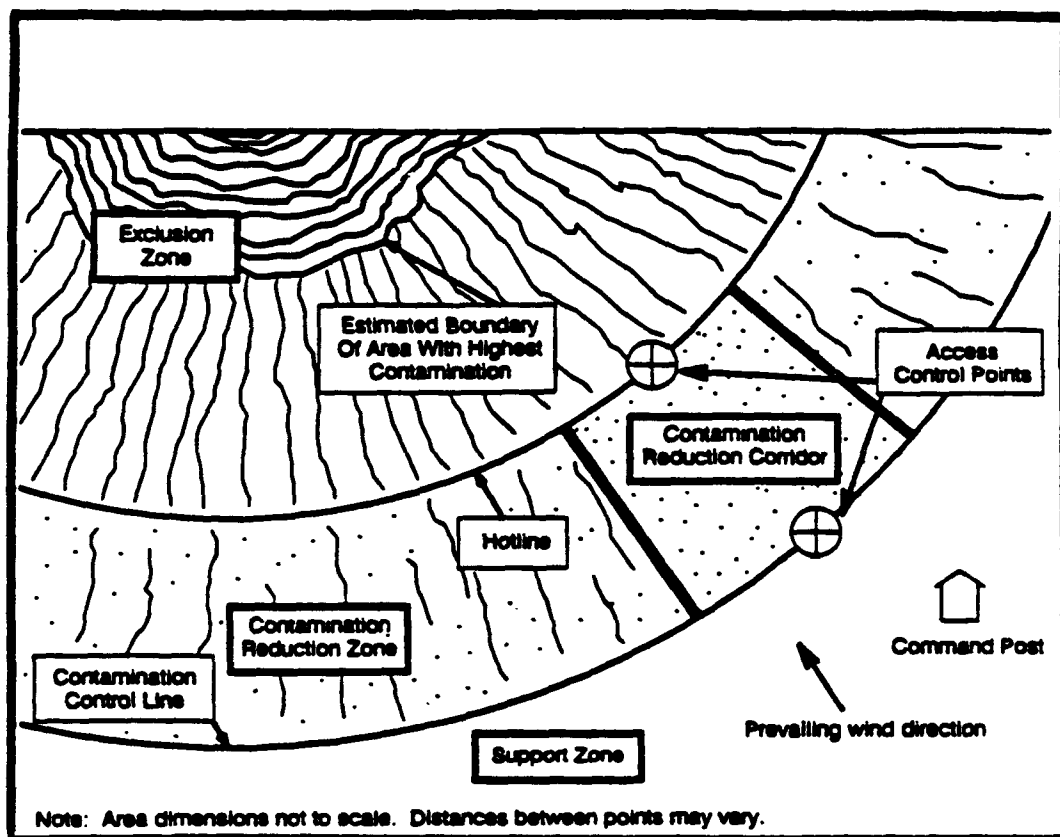 Exclusion
Zone
Estimated Boundary
Of Area With Highest
Contamination
Access
Control Points
Contamination
Reduction Corridor
Hotline
Contamination
Reduction Zone
Command Post
Contamination
Control Line
Prevailing wind direction
Support Zone
Note: Area dimensions not to scale. Distances between points may vary.